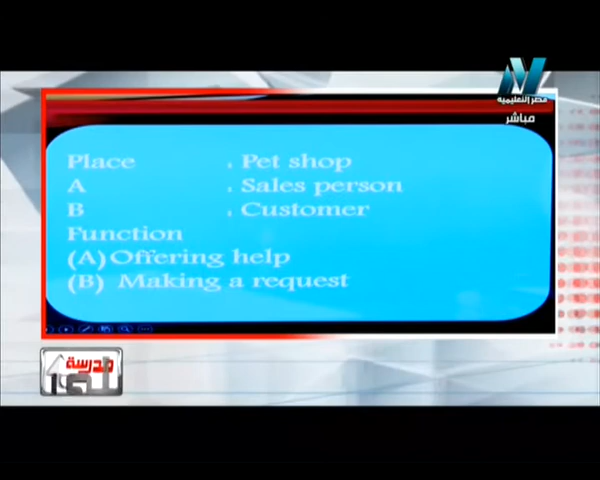 مصر التعليمية
مباشر
Place : Pet shop
A : Sales person
B : Customer
Function
(A) Offering help
(B) Making a request
مدرسة